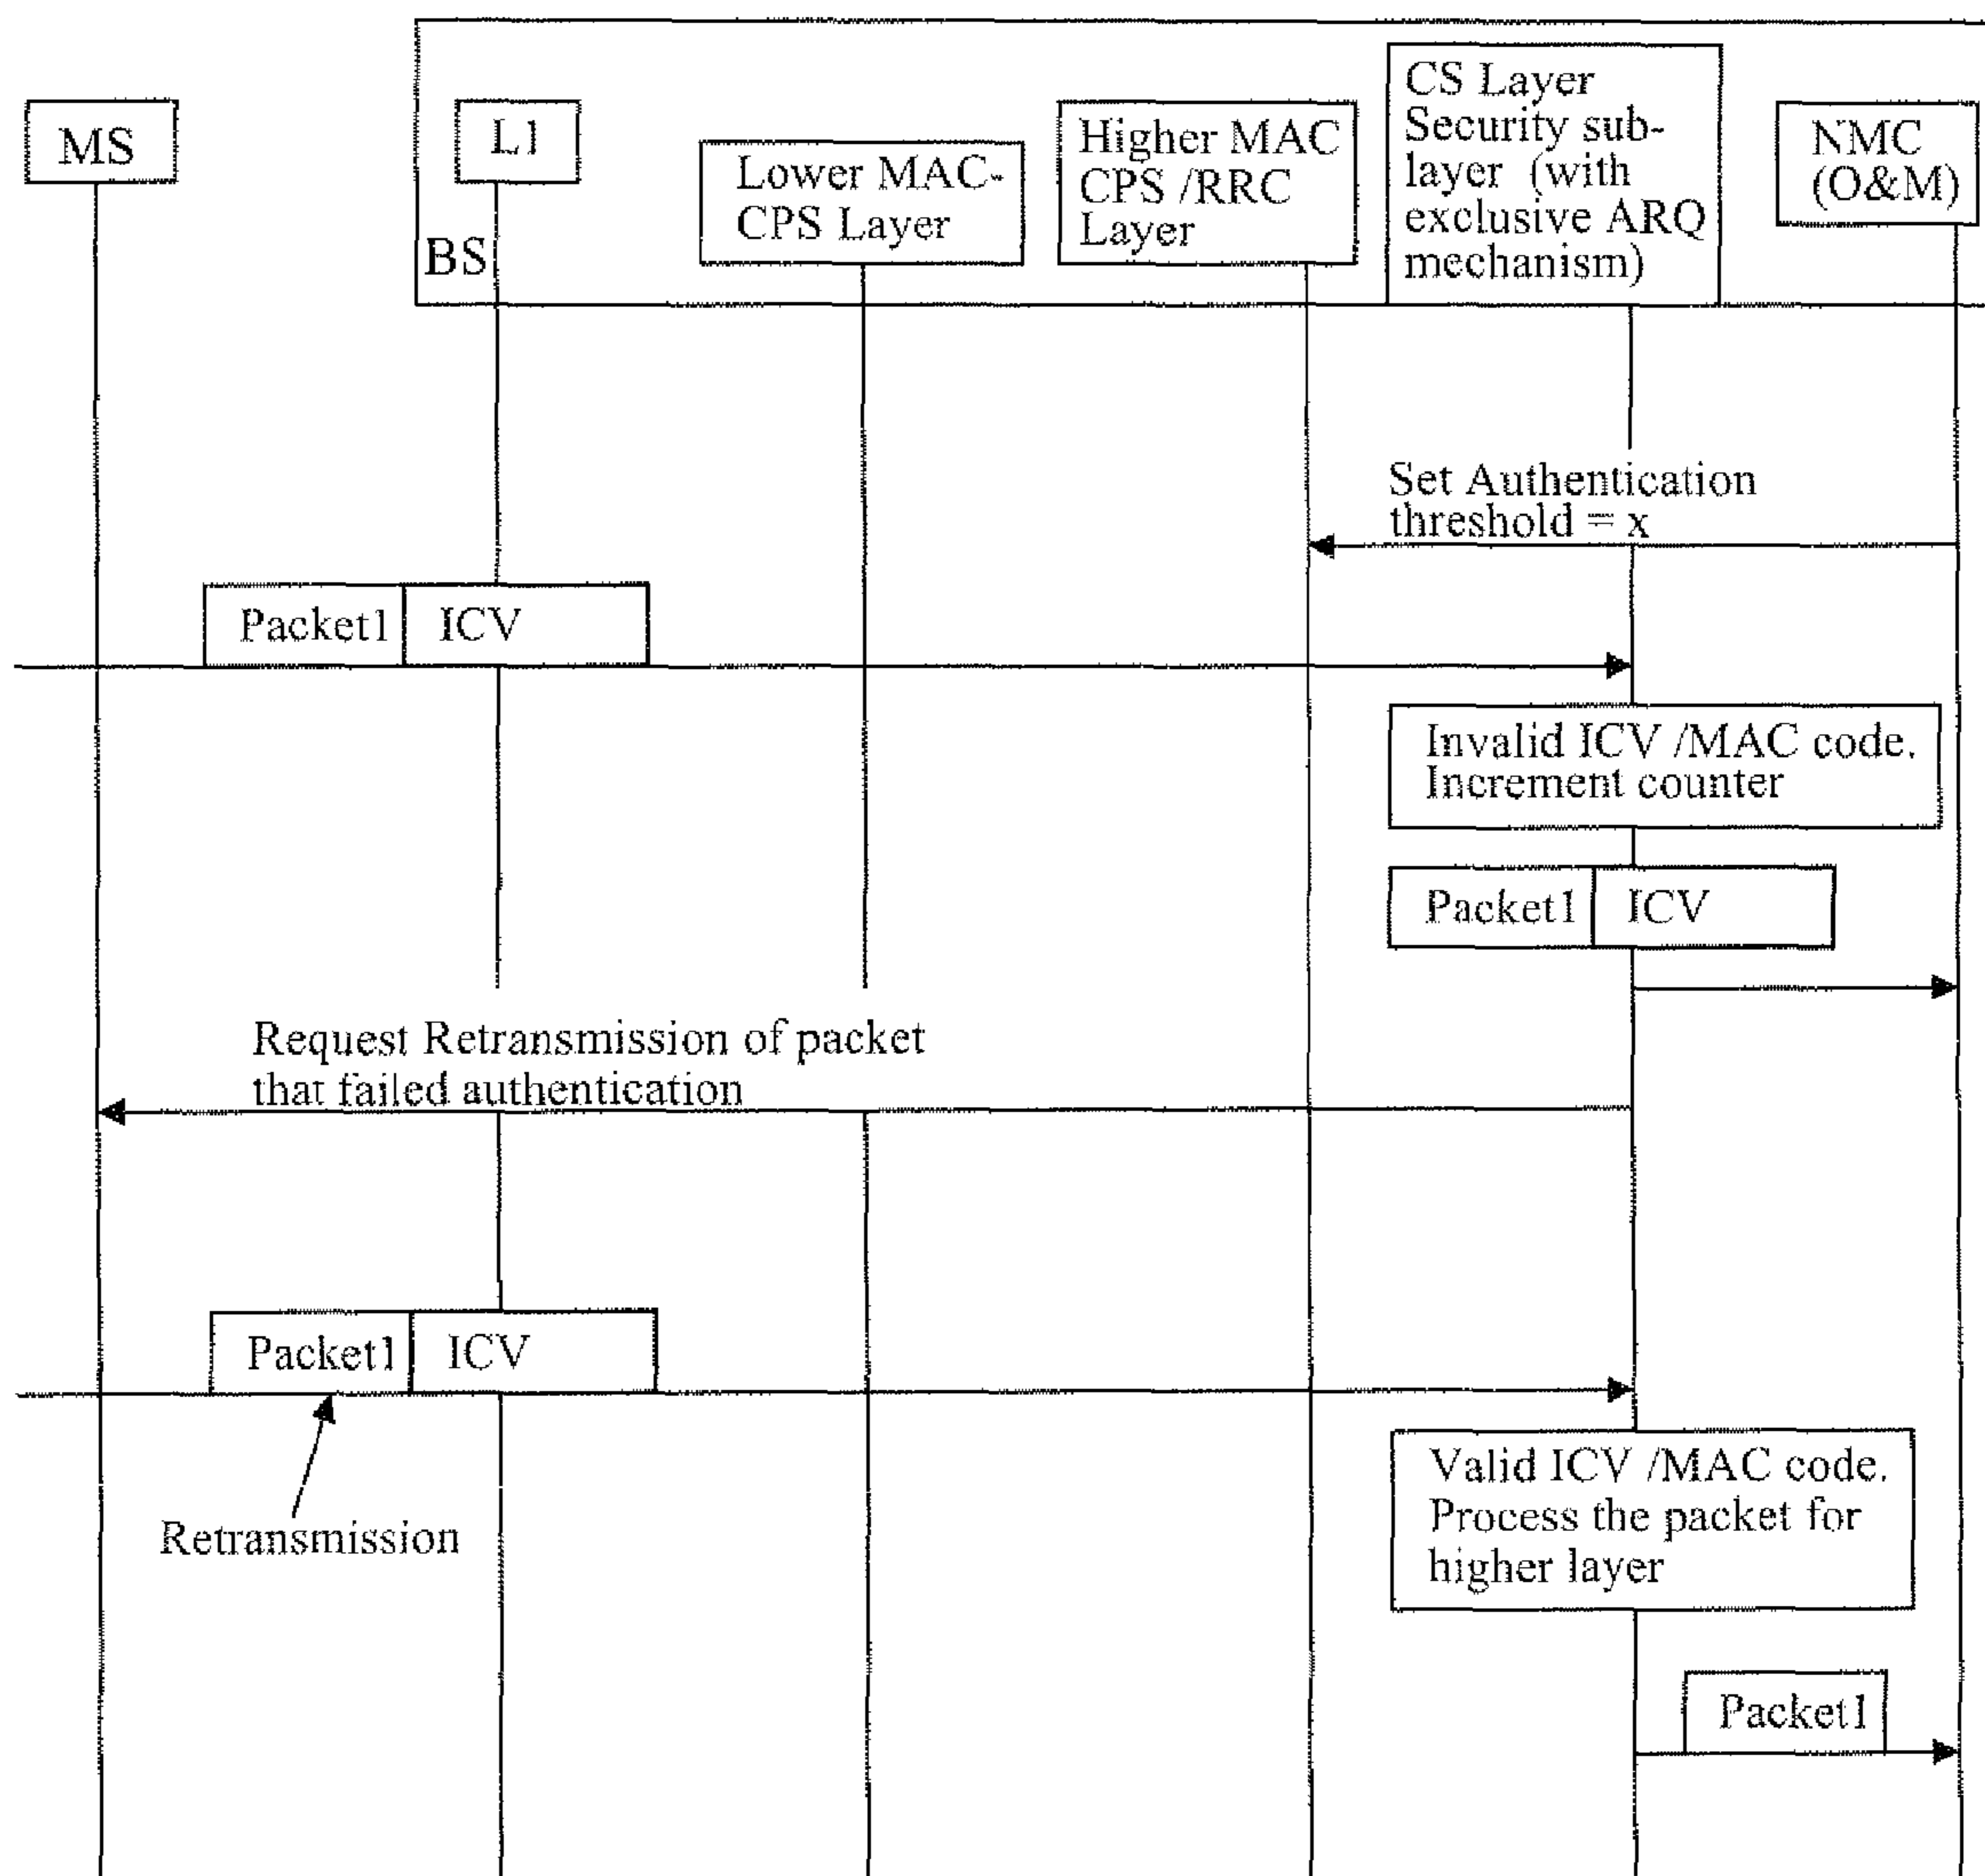 MS
BS
L1
Lower MAC-
CPS Layer
Higher MAC
CPS /RRC
Layer
CS Layer
Security sub-
layer (with
exclusive ARQ
mechanism)
NMC
(O&M)
Set Authentication
threshold = x
Packet1
ICV
Invalid ICV /MAC code.
Increment counter
Packet1
ICV
Request Retransmission of packet
that failed authentication
Packet1
ICV
Retransmission
Valid ICV /MAC code.
Process the packet for
higher layer
Packet1